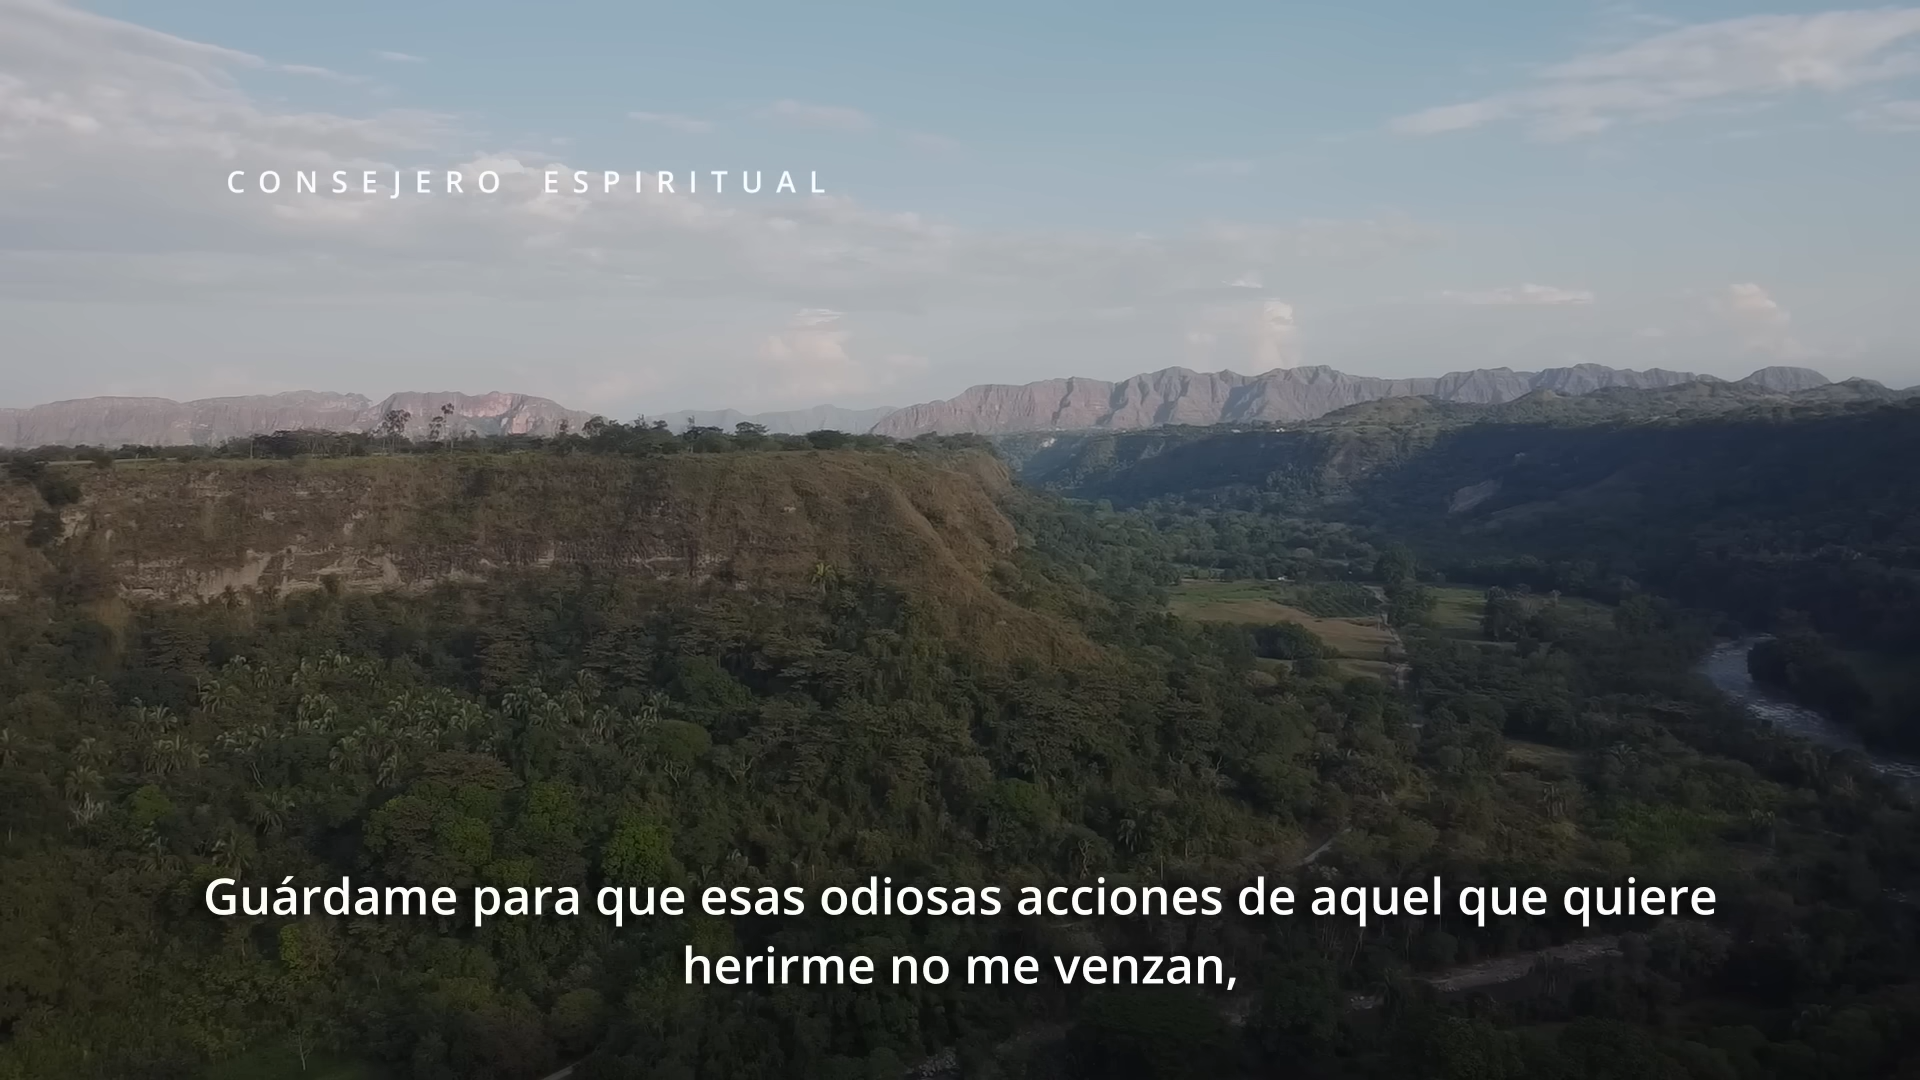 CONSEJERO ESPIRITUAL
Guárdame para que esas odiosas acciones de aquel que quiere
herirme no me venzan,